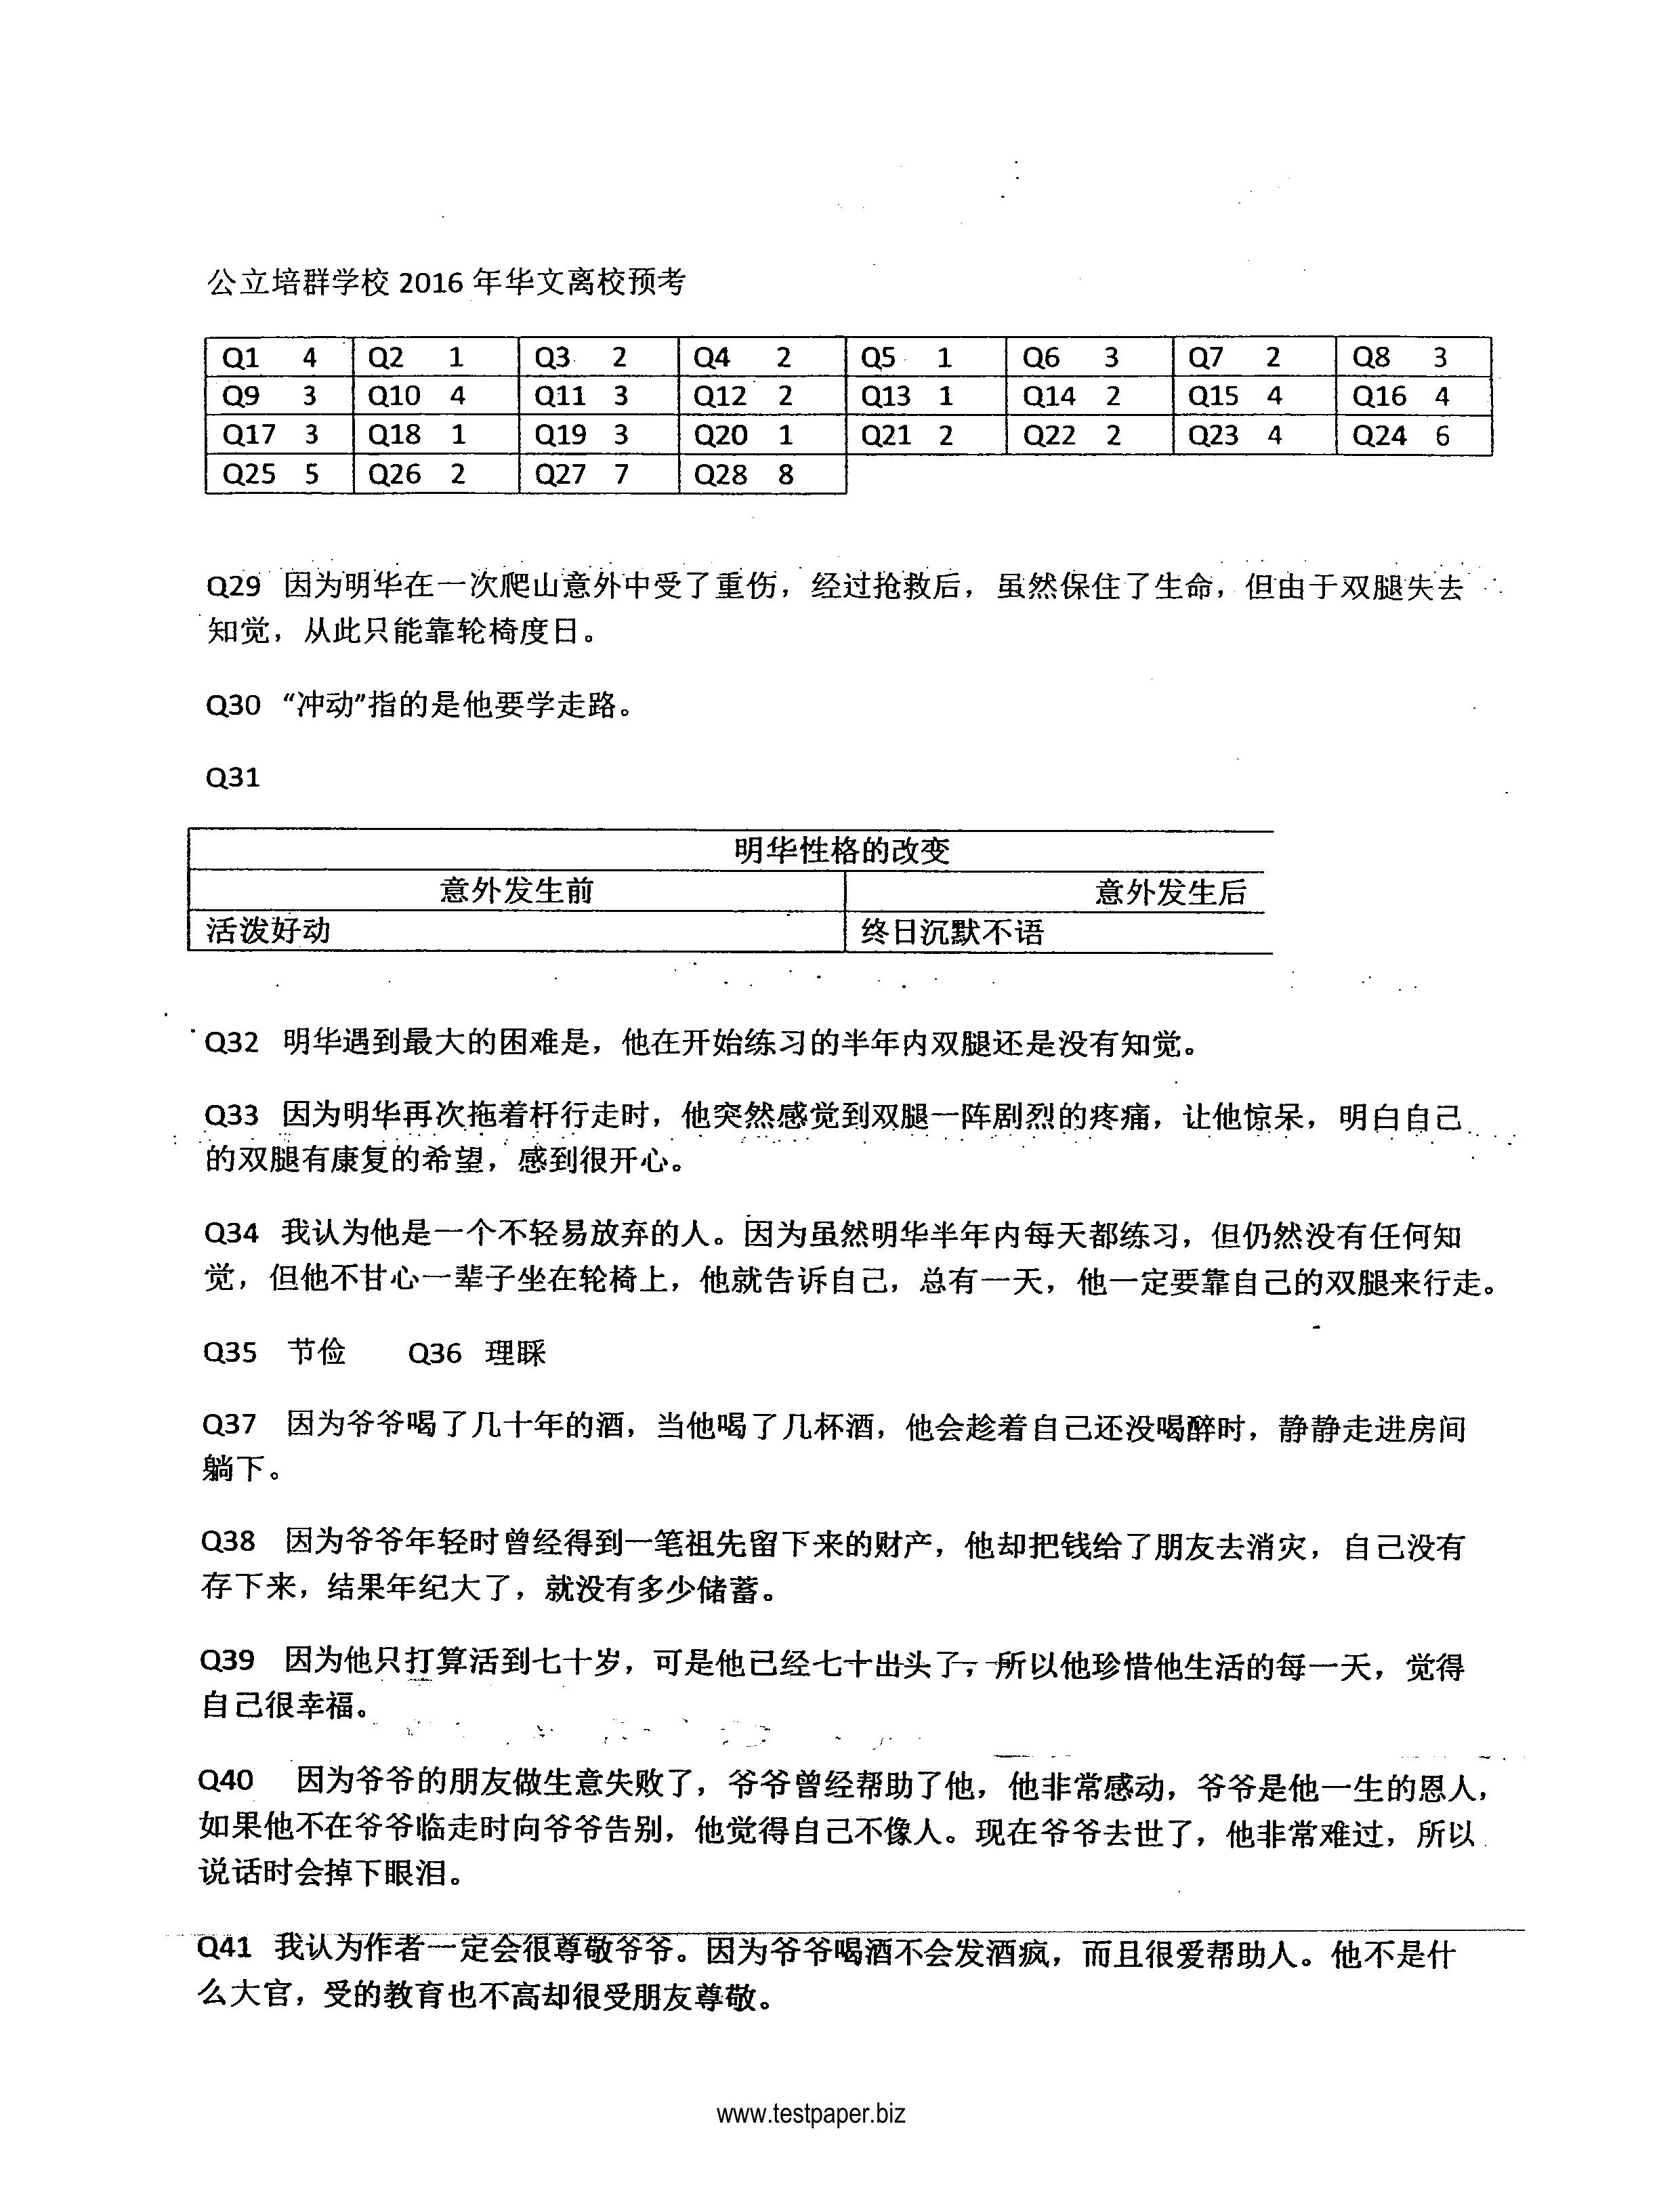 公立培群学校 2016 年华文离校预考
Q1 4 Q2 1 Q3 2 Q4 2 Q5 1 Q6 3 Q7 2 Q8 3
Q9 3 Q10 4 Q11 3 Q12 2 Q13 1 Q14 2 Q15 4 Q16 4
Q17 3 Q18 1 Q19 3 Q20 1 Q21 2 Q22 2 Q23 4 Q24 6
Q25 5 Q26 2 Q27 7 Q28 8
Q29 因为明华在一次爬山意外中受了重伤，经过抢救后，虽然保住了生命，但由于双腿失去
知觉，从此只能靠轮椅度日。
Q30 “冲动”指的是他要学走路。
Q31
明华性格的改变
意外发生前 意外发生后
活泼好动 终日沉默不语
Q32 明华遇到最大的困难是，他在开始练习的半年内双腿还是没有知觉。
Q33 因为明华再次拖着杆行走时，他突然感觉到双腿一阵剧烈的疼痛，让他惊呆，明白自己
的双腿有康复的希望，感到很开心。
Q34 我认为他是一个不轻易放弃的人。因为虽然明华半年内每天都练习，但仍然没有任何知
觉，但他不甘心一辈子坐在轮椅上，他就告诉自己，总有一天，他一定要靠自己的双腿来行走。
Q35 节俭 Q36 理睬
Q37 因为爷爷喝了几十年的酒，当他喝了几杯酒，他会趁着自己还没喝醉时，静静走进房间
躺下。
Q38 因为爷爷年轻时曾经得到一笔祖先留下来的财产，他却把钱给了朋友去消灾，自己没有
存下来，结果年纪大了，就没有多少储蓄。
Q39 因为他只打算活到七十岁，可是他已经七十出头了，所以他珍惜他生活的每一天，觉得
自己很幸福。
Q40 因为爷爷的朋友做生意失败了，爷爷曾经帮助了他，他非常感动，爷爷是他一生的恩人，
如果他不在爷爷临走时向爷爷告别，他觉得自己不像人。现在爷爷去世了，他非常难过，所以
说话时会掉下眼泪。
Q41 我认为作者一定会很尊敬爷爷。因为爷爷喝酒不会发酒疯，而且很爱帮助人。他不是什
么大官，受的教育也不高却很受朋友尊敬。
www.testpaper.biz